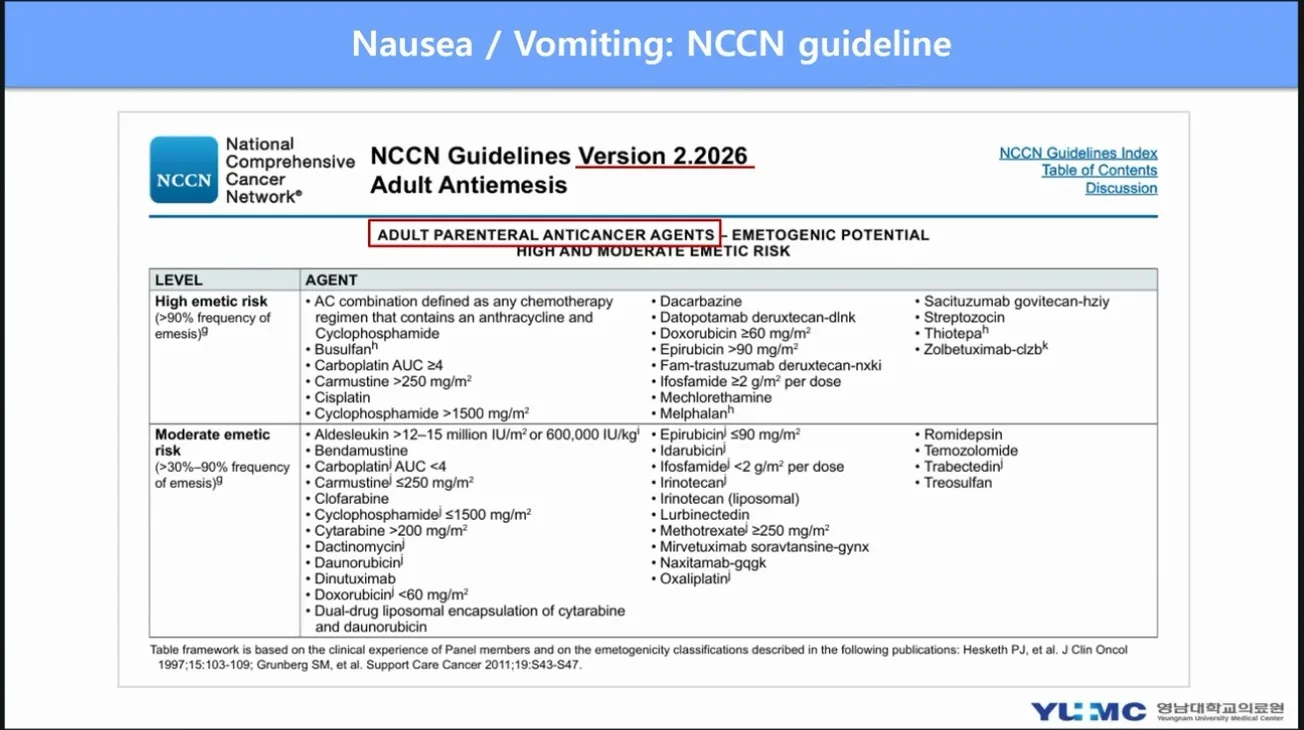 Nausea / Vomiting: NCCN guideline
NCCN
National
Comprehensive
Cancer
Network®
NCCN Guidelines Version 2.2026
Adult Antiemesis
NCCN Guidelines Index
Table of Contents
Discussion
ADULT PARENTERAL ANTICANCER AGENTS - EMETOGENIC POTENTIAL
HIGH AND MODERATE EMETIC RISK
LEVEL
AGENT
High emetic risk
(>90% frequency of
emesis)g
• AC combination defined as any chemotherapy
regimen that contains an anthracycline and
Cyclophosphamide
• Busulfanh
• Carboplatin AUC ≥4
• Carmustine >250 mg/m²
• Cisplatin
• Cyclophosphamide >1500 mg/m²
• Dacarbazine
• Datopotamab deruxtecan-dlnk
• Doxorubicin ≥60 mg/m²
• Epirubicin >90 mg/m²
• Fam-trastuzumab deruxtecan-nxki
• Ifosfamide ≥2 g/m² per dose
• Mechlorethamine
• Melphalanh
• Sacituzumab govitecan-hziy
• Streptozocin
• Thiotepah
• Zolbetuximab-clzbk
Moderate emetic
risk
(>30%–90% frequency
of emesis)g
• Aldesleukin >12–15 million IU/m² or 600,000 IU/kgi
• Bendamustine
• Carboplatinj AUC <4
• Carmustinej ≤250 mg/m²
• Clofarabine
• Cyclophosphamidej ≤1500 mg/m²
• Cytarabine >200 mg/m²
• Dactinomycinj
• Daunorubicinj
• Dinutuximab
• Doxorubicinj <60 mg/m²
• Dual-drug liposomal encapsulation of cytarabine
and daunorubicin
• Epirubicinj ≤90 mg/m²
• Idarubicinj
• Ifosfamidej <2 g/m² per dose
• Irinotecanj
• Irinotecan (liposomal)
• Lurbinectedin
• Methotrexatej ≥250 mg/m²
• Mirvetuximab soravtansine-gynx
• Naxitamab-gqgk
• Oxaliplatinj
• Romidepsin
• Temozolomide
• Trabectedinj
• Treosulfan
Table framework is based on the clinical experience of Panel members and on the emetogenicity classifications described in the following publications: Hesketh PJ, et al. J Clin Oncol
1997;15:103-109; Grunberg SM, et al. Support Care Cancer 2011;19:S43-S47.
YUMC 영남대학교의료원
Yeungnam University Medical Center